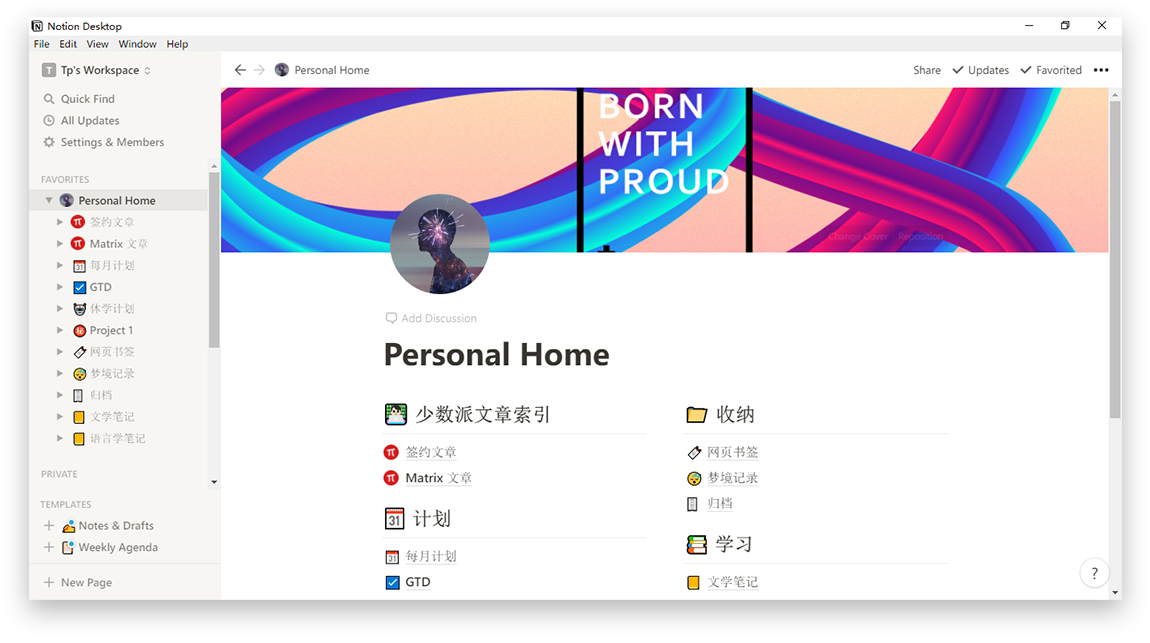 Notion Desktop
File Edit View Window Help
T Tp's Workspace
Quick Find
All Updates
Settings & Members
FAVORITES
Personal Home
签约文章
Matrix 文章
每月计划
GTD
休学计划
Project 1
网页书签
梦境记录
归档
文学笔记
语言学笔记
PRIVATE
TEMPLATES
Notes & Drafts
Weekly Agenda
New Page
Personal Home
Share Updates Favorited
BORN
WITH
PROUD
Change Cover Reposition
Add Discussion
Personal Home
少数派文章索引
签约文章
Matrix 文章
31 计划
31 每月计划
GTD
收纳
网页书签
梦境记录
归档
学习
文学笔记
?